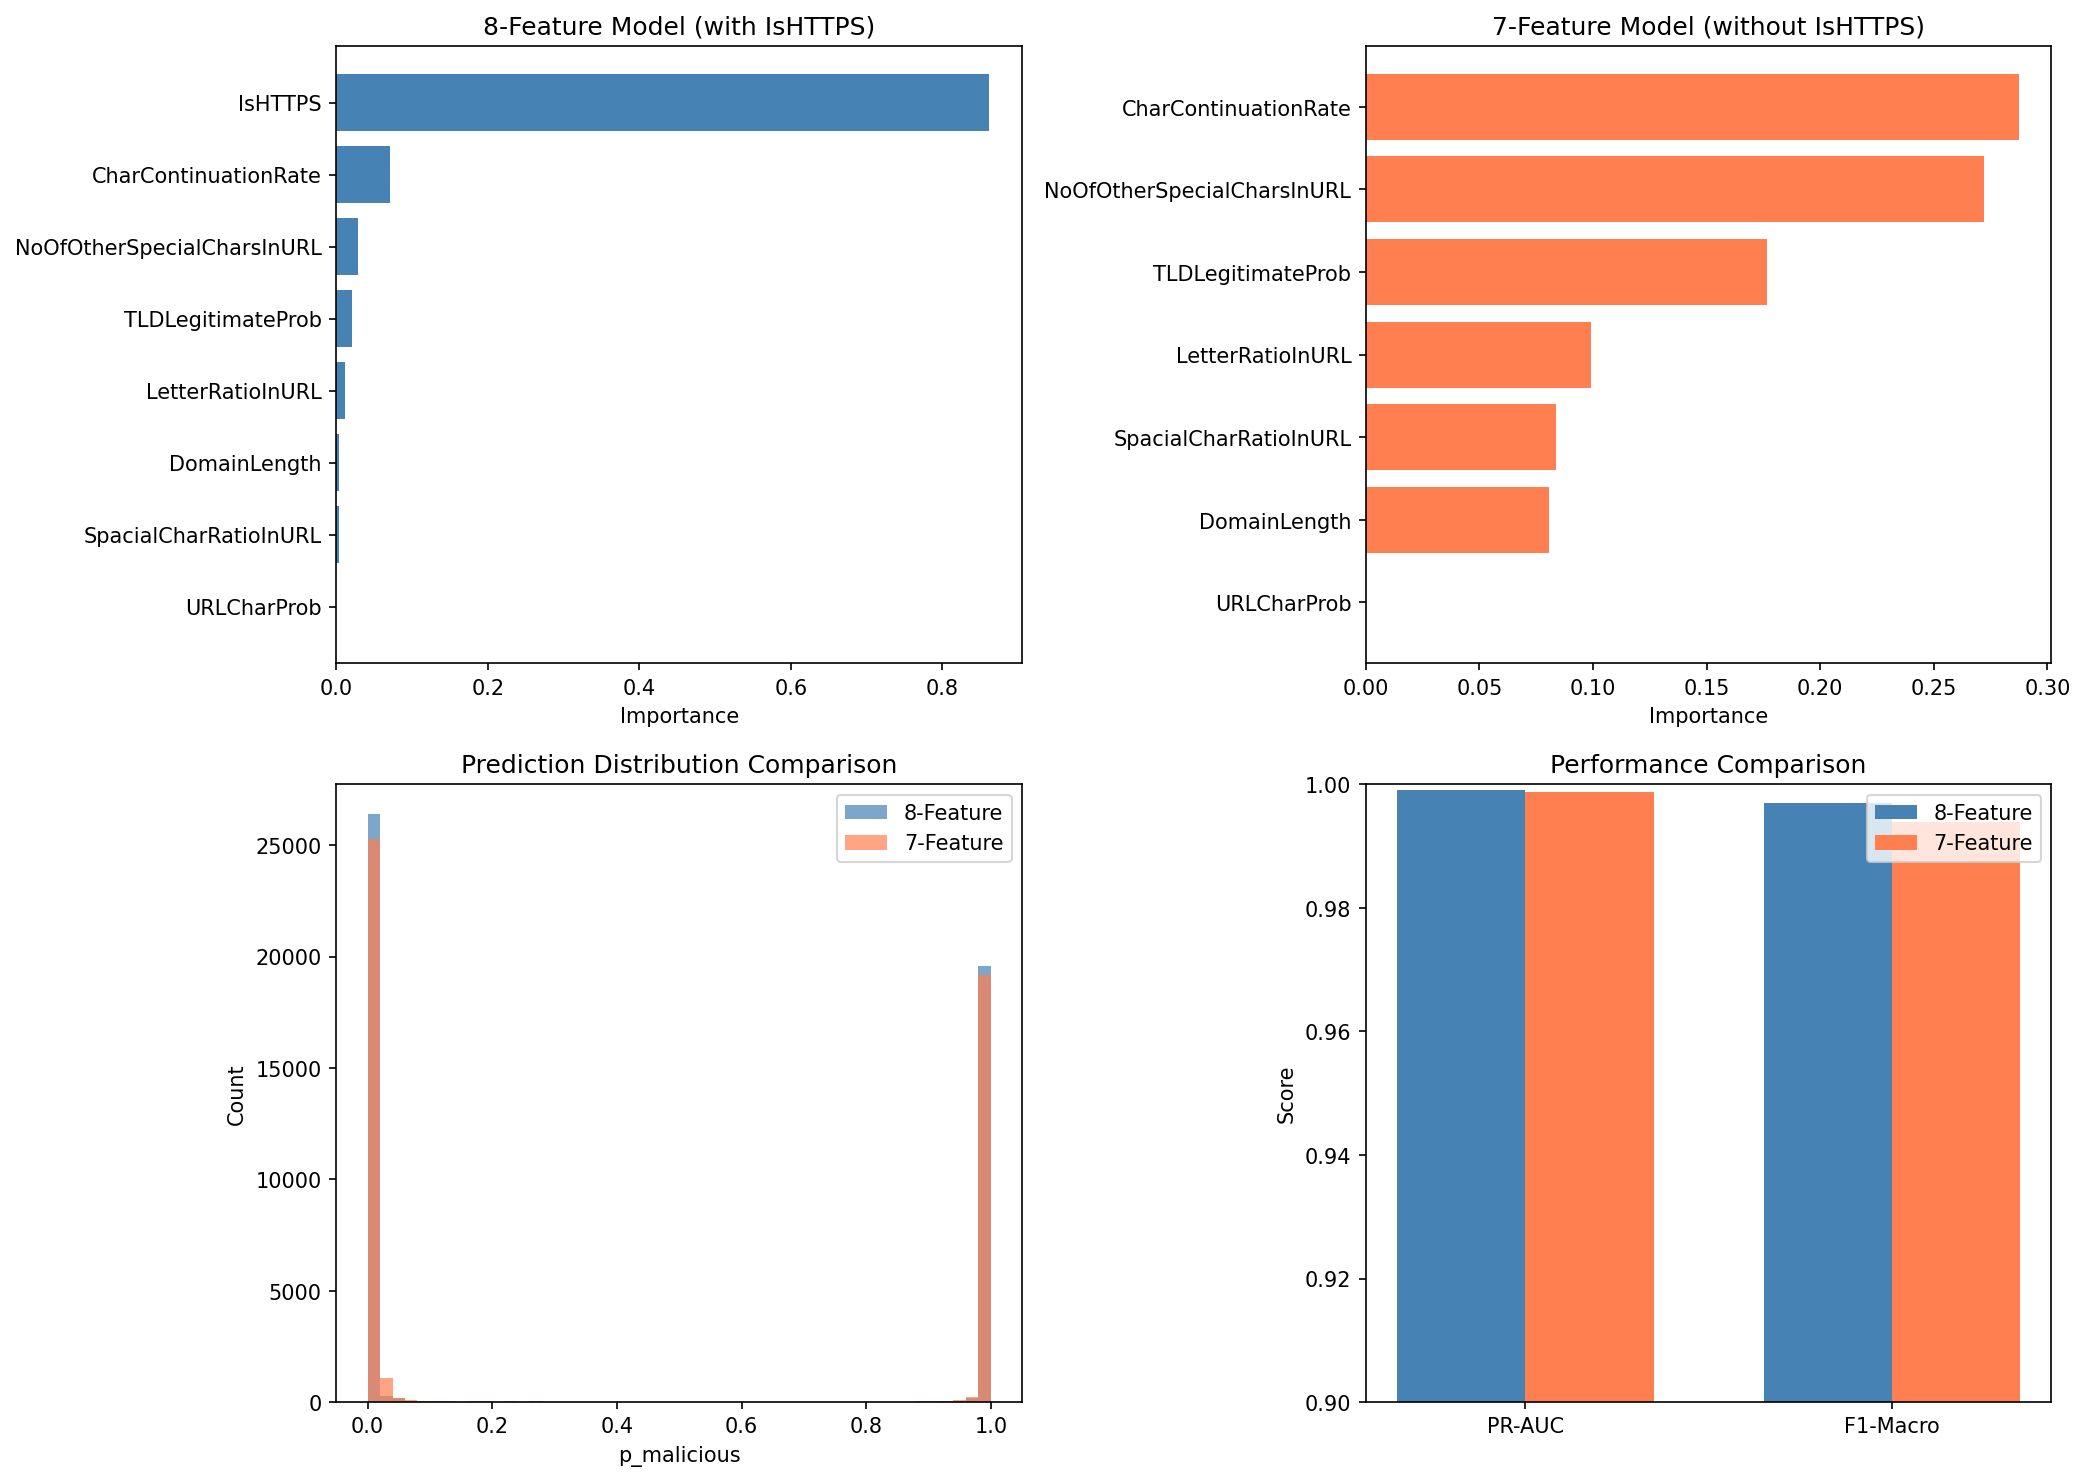 8-Feature Model (with IsHTTPS)
IsHTTPS
CharContinuationRate
NoOfOtherSpecialCharsInURL
TLDLegitimateProb
LetterRatioInURL
DomainLength
SpacialCharRatioInURL
URLCharProb
0.0 0.2 0.4 0.6 0.8
Importance
7-Feature Model (without IsHTTPS)
CharContinuationRate
NoOfOtherSpecialCharsInURL
TLDLegitimateProb
LetterRatioInURL
SpacialCharRatioInURL
DomainLength
URLCharProb
0.00 0.05 0.10 0.15 0.20 0.25 0.30
Importance
Prediction Distribution Comparison
8-Feature
7-Feature
25000
20000
15000
10000
5000
0
Count
0.0 0.2 0.4 0.6 0.8 1.0
p_malicious
Performance Comparison
8-Feature
7-Feature
1.00
0.98
0.96
0.94
0.92
0.90
Score
PR-AUC F1-Macro